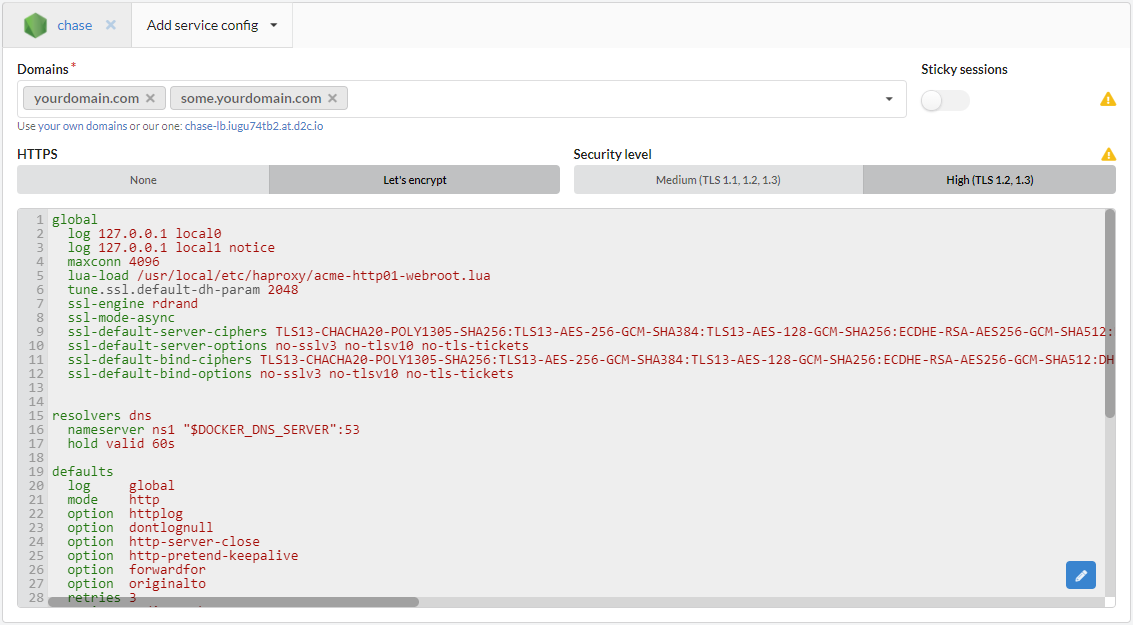 chase
Add service config
Domains*
yourdomain.com some.yourdomain.com
Sticky sessions
Use your own domains or our one: chase-lb.iugu74tb2.at.d2c.io
HTTPS
Security level
None
Let's encrypt
Medium (TLS 1.1, 1.2, 1.3)
High (TLS 1.2, 1.3)
1 global
2 log 127.0.0.1 local0
3 log 127.0.0.1 local1 notice
4 maxconn 4096
5 lua-load /usr/local/etc/haproxy/acme-http01-webroot.lua
6 tune.ssl.default-dh-param 2048
7 ssl-engine rdrand
8 ssl-mode-async
9 ssl-default-server-ciphers TLS13-CHACHA20-POLY1305-SHA256:TLS13-AES-256-GCM-SHA384:TLS13-AES-128-GCM-SHA256:ECDHE-RSA-AES256-GCM-SHA512:
10 ssl-default-server-options no-sslv3 no-tlsv10 no-tls-tickets
11 ssl-default-bind-ciphers TLS13-CHACHA20-POLY1305-SHA256:TLS13-AES-256-GCM-SHA384:TLS13-AES-128-GCM-SHA256:ECDHE-RSA-AES256-GCM-SHA512:DH
12 ssl-default-bind-options no-sslv3 no-tlsv10 no-tls-tickets
13
14
15 resolvers dns
16 nameserver ns1 "$DOCKER_DNS_SERVER":53
17 hold valid 60s
18
19 defaults
20 log global
21 mode http
22 option httplog
23 option dontlognull
24 option http-server-close
25 option http-pretend-keepalive
26 option forwardfor
27 option originalto
28 retries 3